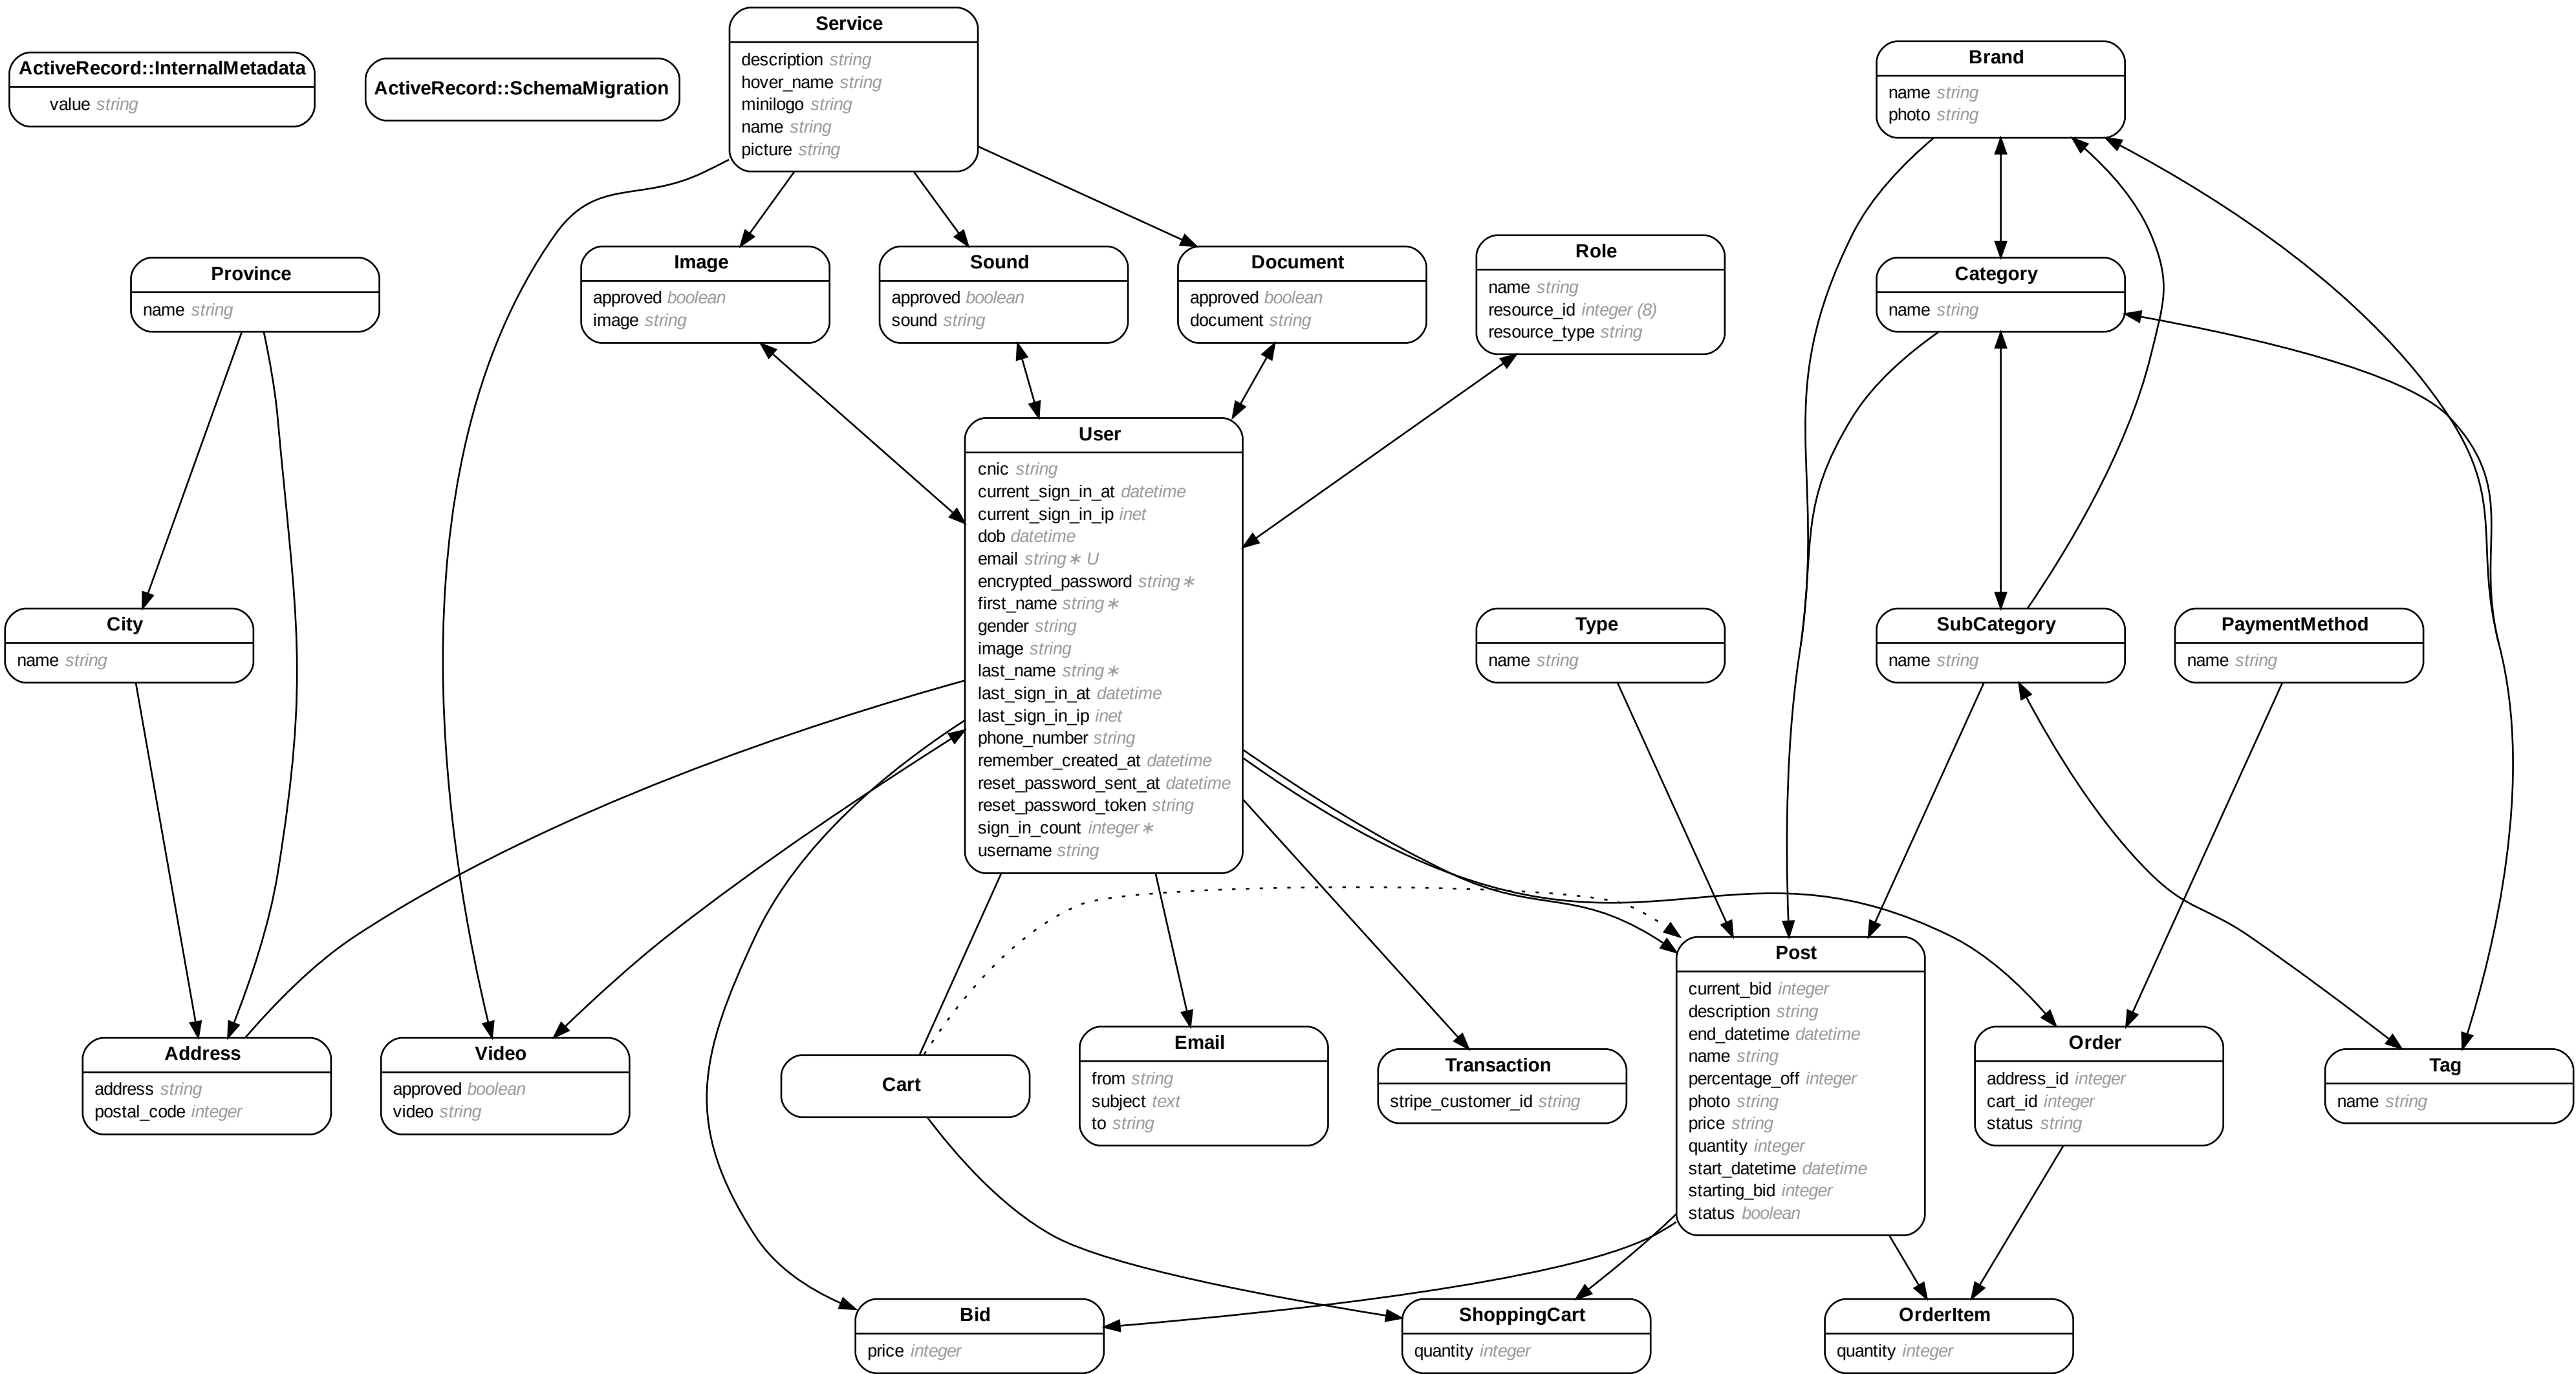 ActiveRecord::InternalMetadata
value string
ActiveRecord::SchemaMigration
Service
description string
hover_name string
minilogo string
name string
picture string
Brand
name string
photo string
Province
name string
Image
approved boolean
image string
Sound
approved boolean
sound string
Document
approved boolean
document string
Role
name string
resource_id integer (8)
resource_type string
Category
name string
User
cnic string
current_sign_in_at datetime
current_sign_in_ip inet
dob datetime
email string∗ U
encrypted_password string∗
first_name string∗
gender string
image string
last_name string∗
last_sign_in_at datetime
last_sign_in_ip inet
phone_number string
remember_created_at datetime
reset_password_sent_at datetime
reset_password_token string
sign_in_count integer∗
username string
City
name string
Type
name string
SubCategory
name string
PaymentMethod
name string
Address
address string
postal_code integer
Video
approved boolean
video string
Cart
Email
from string
subject text
to string
Transaction
stripe_customer_id string
Post
current_bid integer
description string
end_datetime datetime
name string
percentage_off integer
photo string
price string
quantity integer
start_datetime datetime
starting_bid integer
status boolean
Order
address_id integer
cart_id integer
status string
Tag
name string
Bid
price integer
ShoppingCart
quantity integer
OrderItem
quantity integer